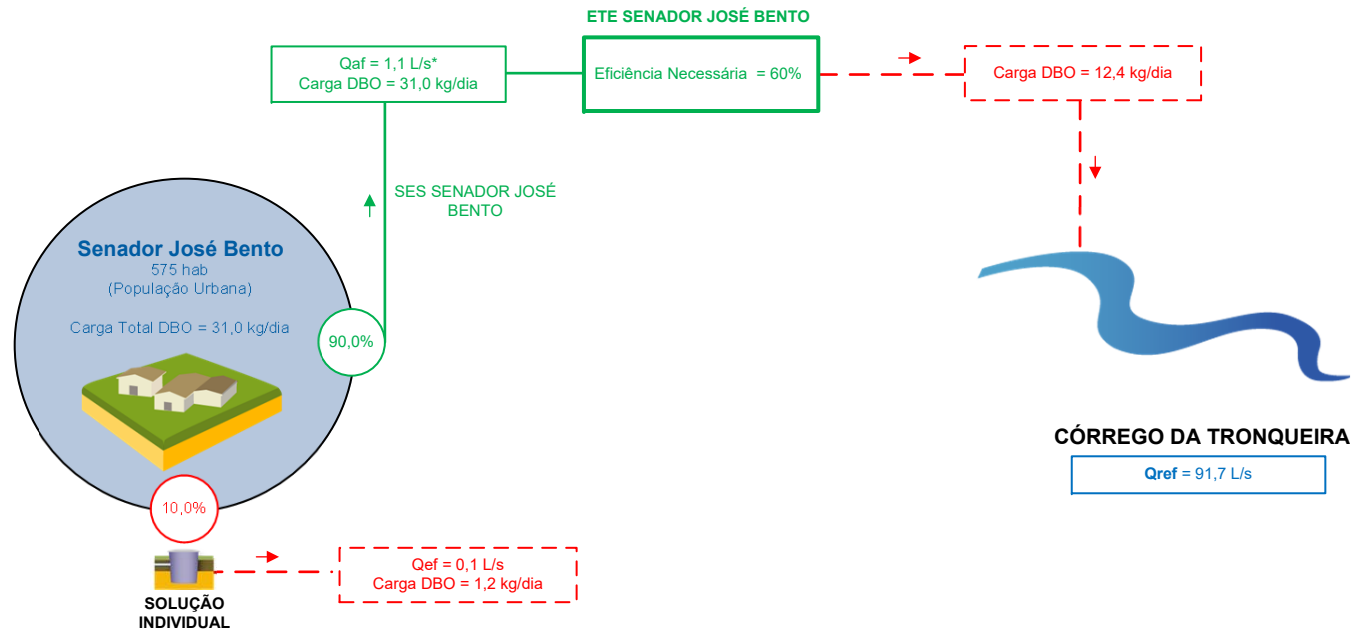 ETE SENADOR JOSÉ BENTO
Qaf = 1,1 L/s*
Carga DBO = 31,0 kg/dia
Eficiência Necessária = 60%
Carga DBO = 12,4 kg/dia
SES SENADOR JOSÉ
BENTO
Senador José Bento
575 hab
(População Urbana)
Carga Total DBO = 31,0 kg/dia
90,0%
CÓRREGO DA TRONQUEIRA
Qref = 91,7 L/s
10,0%
Qef = 0,1 L/s
Carga DBO = 1,2 kg/dia
SOLUÇÃO
INDIVIDUAL